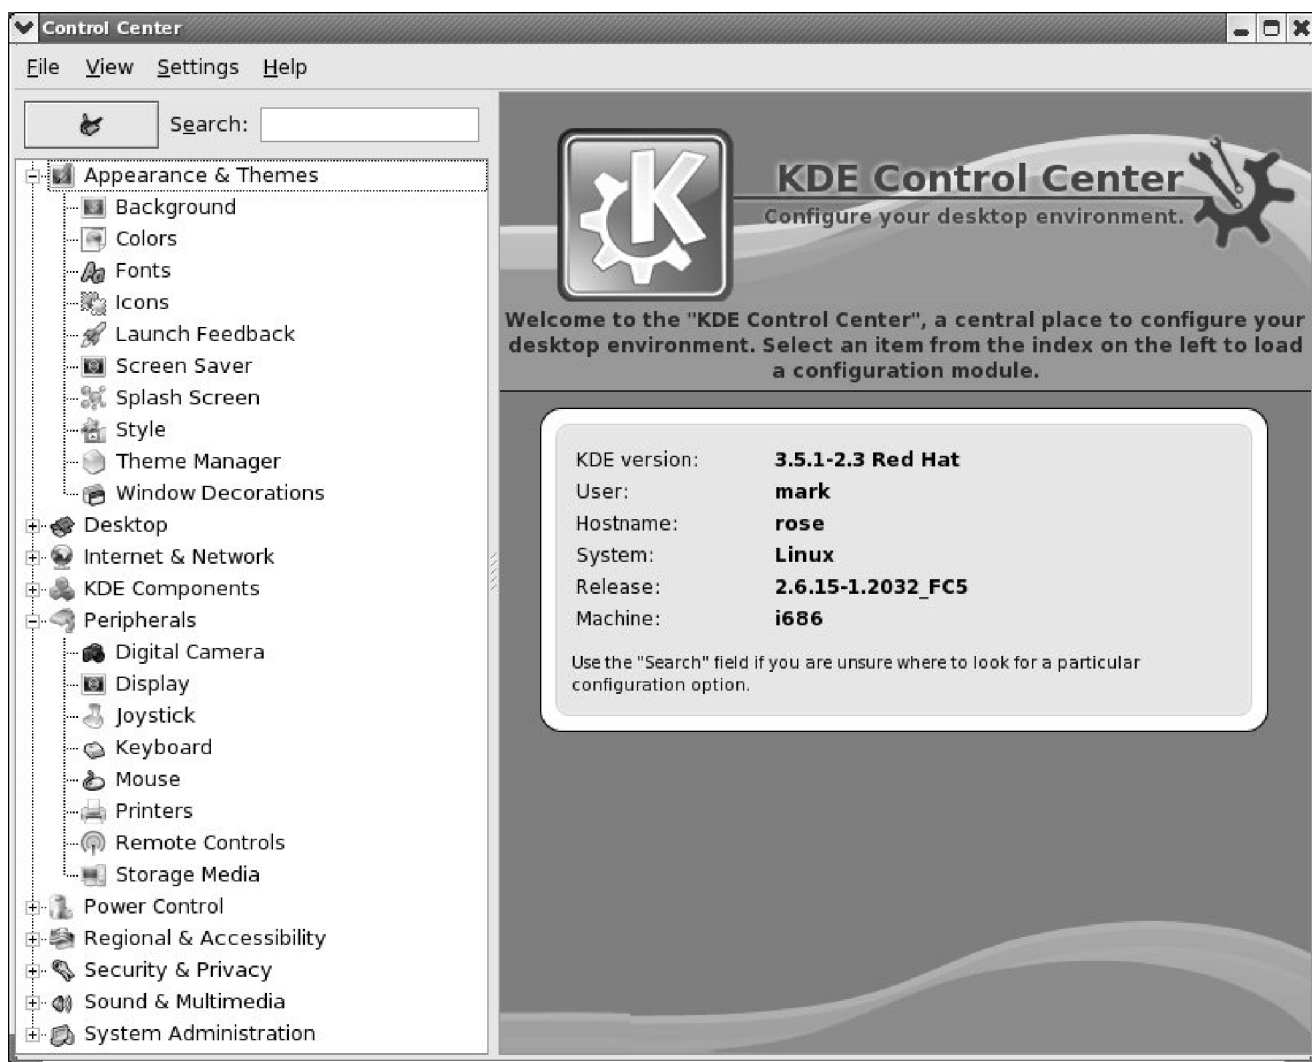 Control Center
File View Settings Help
Search:
Appearance & Themes
Background
Colors
Fonts
Icons
Launch Feedback
Screen Saver
Splash Screen
Style
Theme Manager
Window Decorations
Desktop
Internet & Network
KDE Components
Peripherals
Digital Camera
Display
Joystick
Keyboard
Mouse
Printers
Remote Controls
Storage Media
Power Control
Regional & Accessibility
Security & Privacy
Sound & Multimedia
System Administration
K
KDE Control Center
Configure your desktop environment.
Welcome to the "KDE Control Center", a central place to configure your
desktop environment. Select an item from the index on the left to load
a configuration module.
KDE version: 3.5.1-2.3 Red Hat
User: mark
Hostname: rose
System: Linux
Release: 2.6.15-1.2032_FC5
Machine: i686
Use the "Search" field if you are unsure where to look for a particular
configuration option.